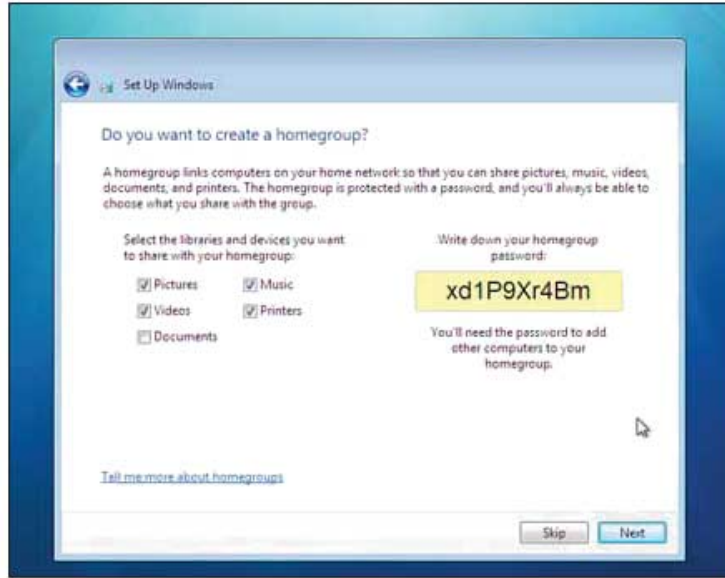 Set Up Windows
Do you want to create a homegroup?
A homegroup links computers on your home network so that you can share pictures, music, videos,
documents, and printers. The homegroup is protected with a password, and you'll always be able to
choose what you share with the group.
Select the libraries and devices you want
to share with your homegroup:
Pictures
Music
Videos
Printers
Documents
Write down your homegroup
password:
xd1P9Xr4Bm
You'll need the password to add
other computers to your
homegroup.
Tell me more about homegroups
Skip
Next